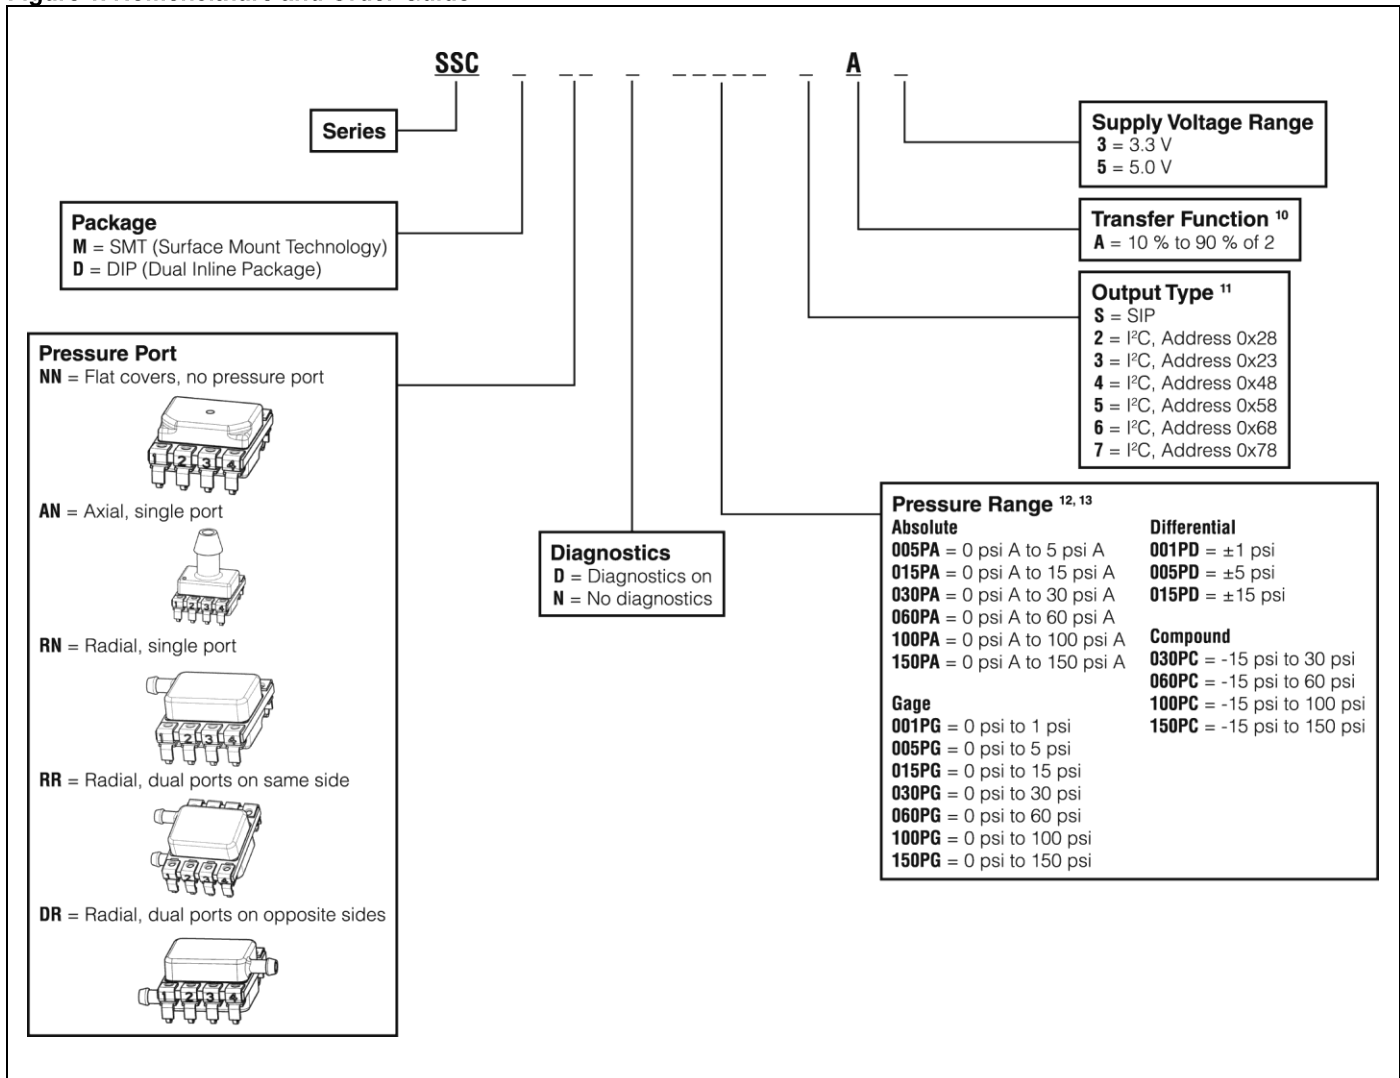 SSC _ _ _ _ _ _ _ _ _ _ A _
Series
Supply Voltage Range
3 = 3.3 V
5 = 5.0 V
Package
M = SMT (Surface Mount Technology)
D = DIP (Dual Inline Package)
Transfer Function 10
A = 10 % to 90 % of 2
Output Type 11
S = SIP
2 = I²C, Address 0x28
3 = I²C, Address 0x23
4 = I²C, Address 0x48
5 = I²C, Address 0x58
6 = I²C, Address 0x68
7 = I²C, Address 0x78
Pressure Port
NN = Flat covers, no pressure port
1 2 3 4
AN = Axial, single port
1 2 3 4
RN = Radial, single port
1 2 3 4
RR = Radial, dual ports on same side
1 2 3 4
DR = Radial, dual ports on opposite sides
1 2 3 4
Diagnostics
D = Diagnostics on
N = No diagnostics
Pressure Range 12, 13
Absolute
005PA = 0 psi A to 5 psi A
015PA = 0 psi A to 15 psi A
030PA = 0 psi A to 30 psi A
060PA = 0 psi A to 60 psi A
100PA = 0 psi A to 100 psi A
150PA = 0 psi A to 150 psi A
Gage
001PG = 0 psi to 1 psi
005PG = 0 psi to 5 psi
015PG = 0 psi to 15 psi
030PG = 0 psi to 30 psi
060PG = 0 psi to 60 psi
100PG = 0 psi to 100 psi
150PG = 0 psi to 150 psi
Differential
001PD = ±1 psi
005PD = ±5 psi
015PD = ±15 psi
Compound
030PC = -15 psi to 30 psi
060PC = -15 psi to 60 psi
100PC = -15 psi to 100 psi
150PC = -15 psi to 150 psi